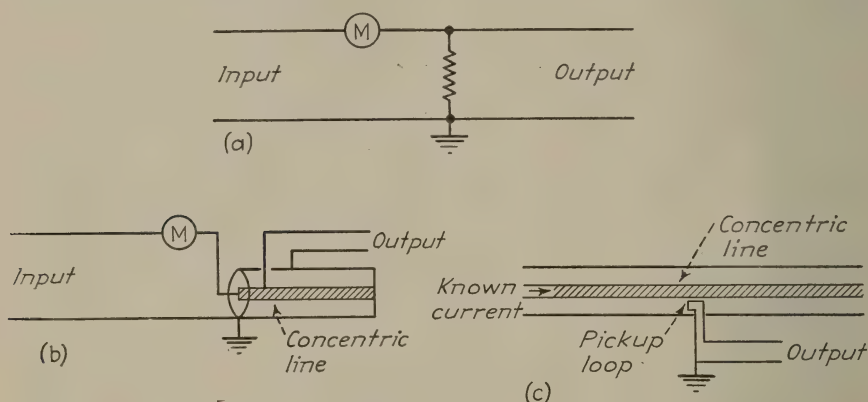 M
Input
Output
(a)
M
Output
Input
Concentric
line
(b)
Concentric
line
Known
current
Pickup
loop
Output
(c)